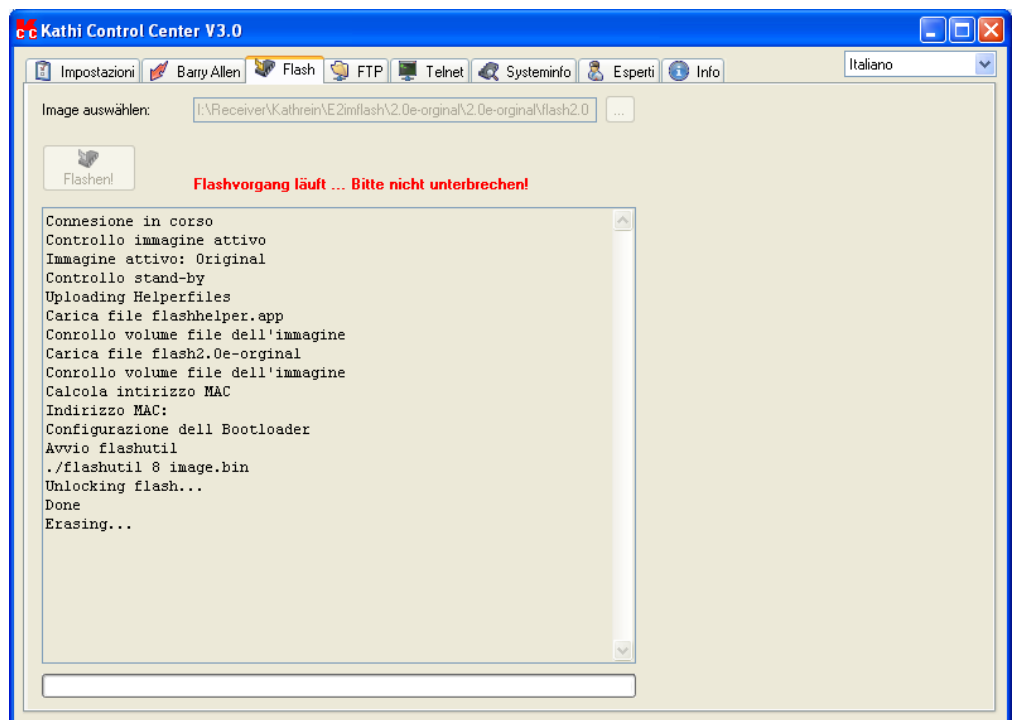 Kathi Control Center V3.0
Impostazioni Barry Allen Flash FTP Telnet Systeminfo Esperti Info Italiano
Image auswählen: I:\Receiver\Kathrein\E2imflash\2.0e-orginal\2.0e-orginal\flash2.0 ...
Flashen!
Flashvorgang läuft ... Bitte nicht unterbrechen!
Connesione in corso
Controllo immagine attivo
Immagine attivo: Original
Controllo stand-by
Uploading Helperfiles
Carica file flashhelper.app
Conrollo volume file dell'immagine
Carica file flash2.0e-orginal
Conrollo volume file dell'immagine
Calcola intirizzo MAC
Indirizzo MAC:
Configurazione dell Bootloader
Avvio flashutil
./flashutil 8 image.bin
Unlocking flash...
Done
Erasing...